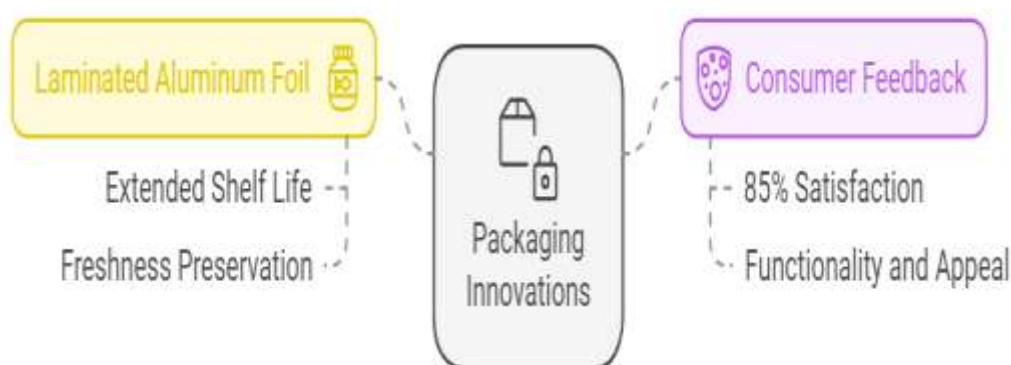 Laminated Aluminum Foil
Extended Shelf Life
Freshness Preservation
Packaging
Innovations
Consumer Feedback
85% Satisfaction
Functionality and Appeal